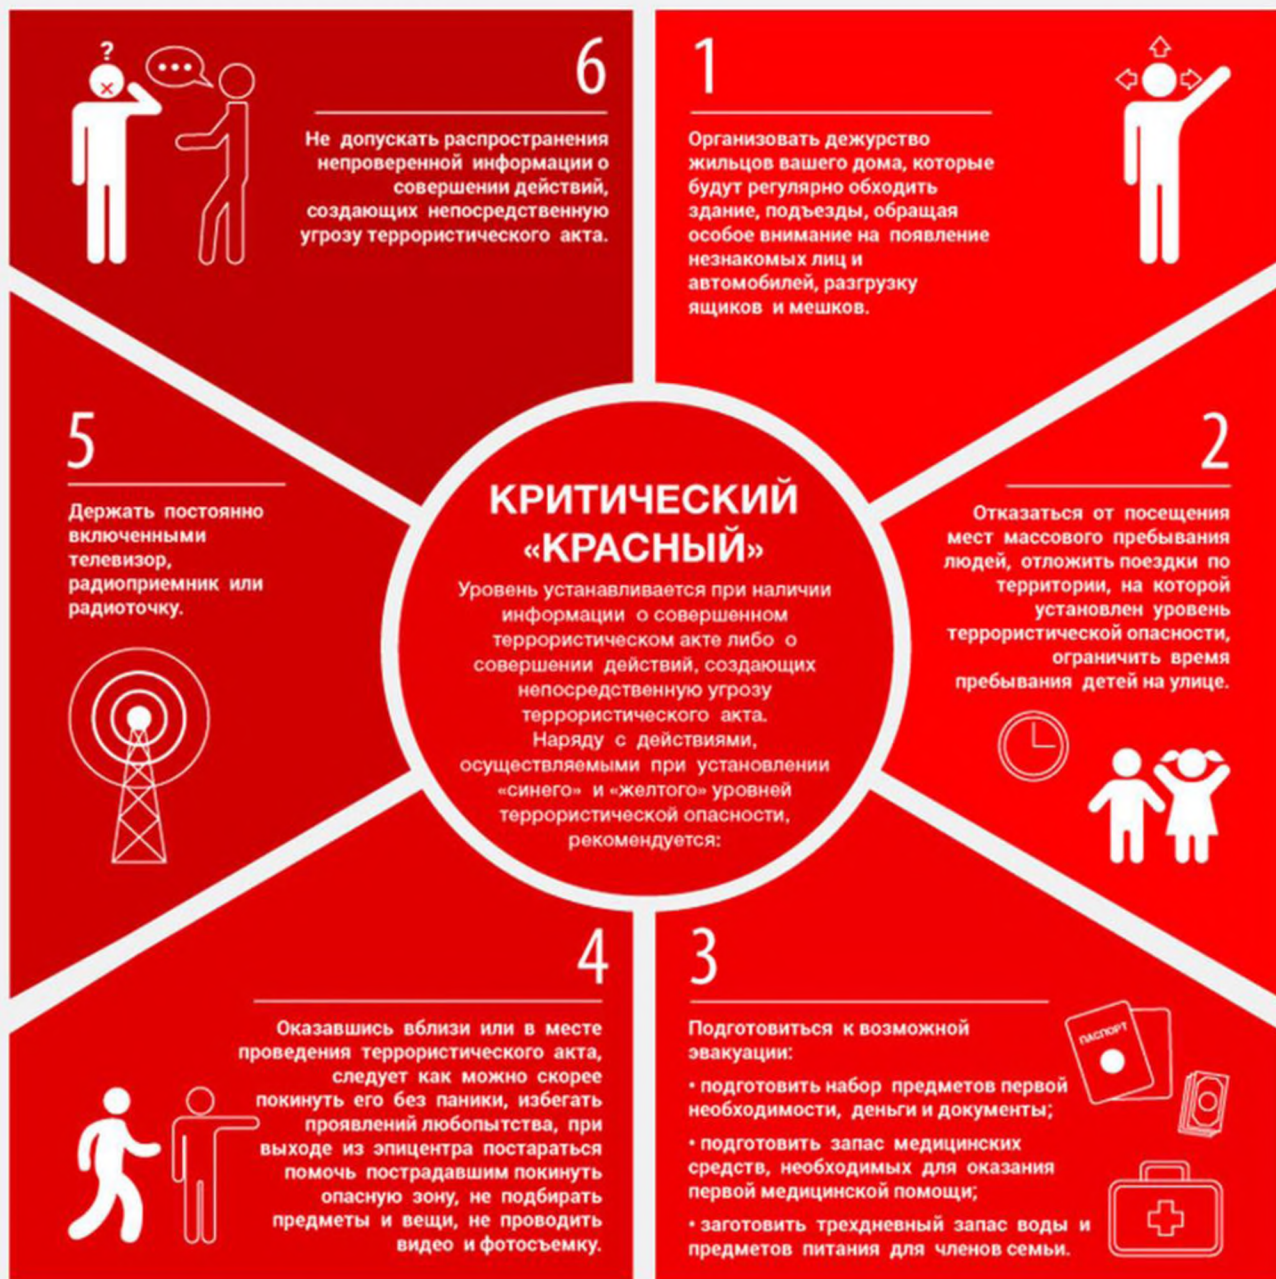 КРИТИЧЕСКИЙ
«КРАСНЫЙ»
Уровень устанавливается при наличии
информации о совершенном
террористическом акте либо о
совершении действий, создающих
непосредственную угрозу
террористического акта.
Наряду с действиями,
осуществляемыми при установлении
«синего» и «желтого» уровней
террористической опасности,
рекомендуется:
1
Организовать дежурство
жильцов вашего дома, которые
будут регулярно обходить
здание, подъезды, обращая
особое внимание на появление
незнакомых лиц и
автомобилей, разгрузку
ящиков и мешков.
2
Отказаться от посещения
мест массового пребывания
людей, отложить поездки по
территории, на которой
установлен уровень
террористической опасности,
ограничить время
пребывания детей на улице.
3
Подготовиться к возможной
эвакуации:
• подготовить набор предметов первой
необходимости, деньги и документы;
• подготовить запас медицинских
средств, необходимых для оказания
первой медицинской помощи;
• заготовить трехдневный запас воды и
предметов питания для членов семьи.
ПАСПОРТ
4
Оказавшись вблизи или в месте
проведения террористического акта,
следует как можно скорее
покинуть его без паники, избегать
проявлений любопытства, при
выходе из эпицентра постараться
помочь пострадавшим покинуть
опасную зону, не подбирать
предметы и вещи, не проводить
видео и фотосъемку.
5
Держать постоянно
включенными
телевизор,
радиоприемник или
радиоточку.
6
Не допускать распространения
непроверенной информации о
совершении действий,
создающих непосредственную
угрозу террористического акта.
?